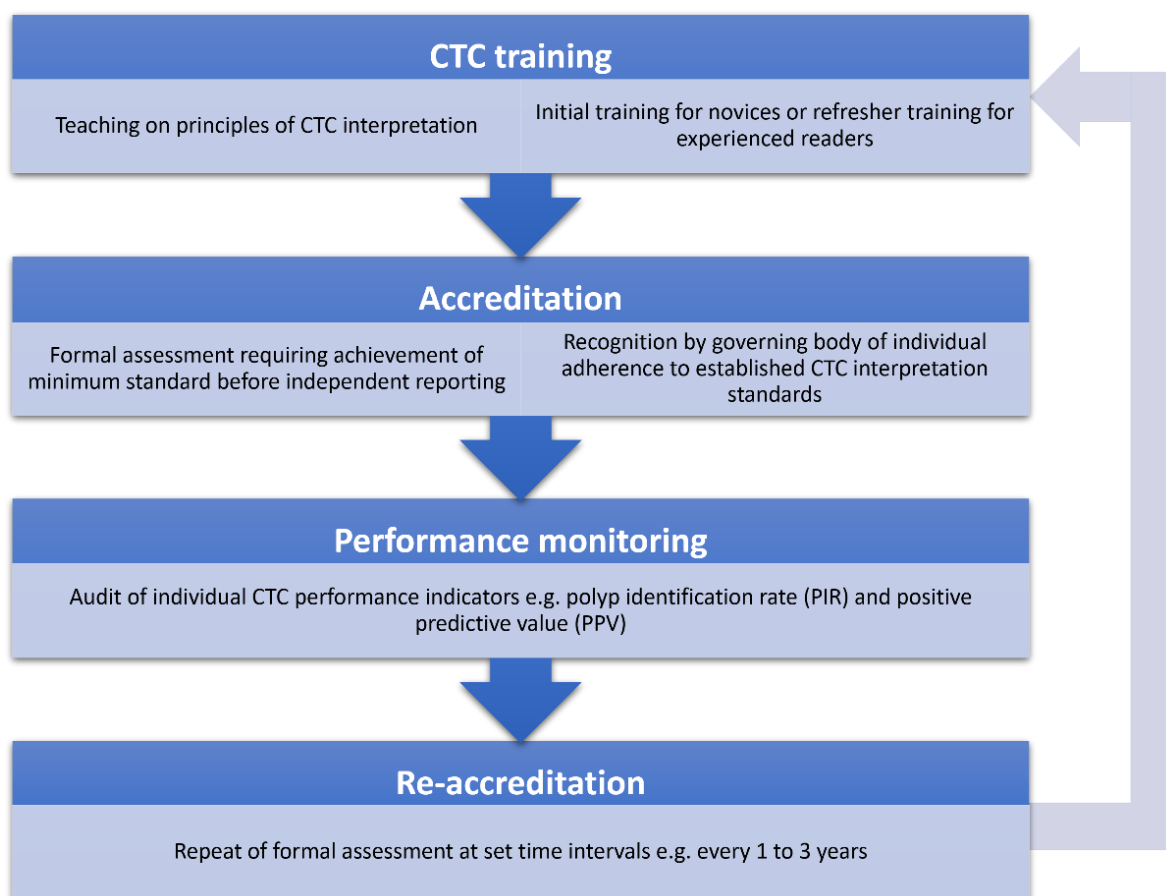 CTC training
Teaching on principles of CTC interpretation
Initial training for novices or refresher training for
experienced readers
Accreditation
Formal assessment requiring achievement of
minimum standard before independent reporting
Recognition by governing body of individual
adherence to established CTC interpretation
standards
Performance monitoring
Audit of individual CTC performance indicators e.g. polyp identification rate (PIR) and positive
predictive value (PPV)
Re-accreditation
Repeat of formal assessment at set time intervals e.g. every 1 to 3 years